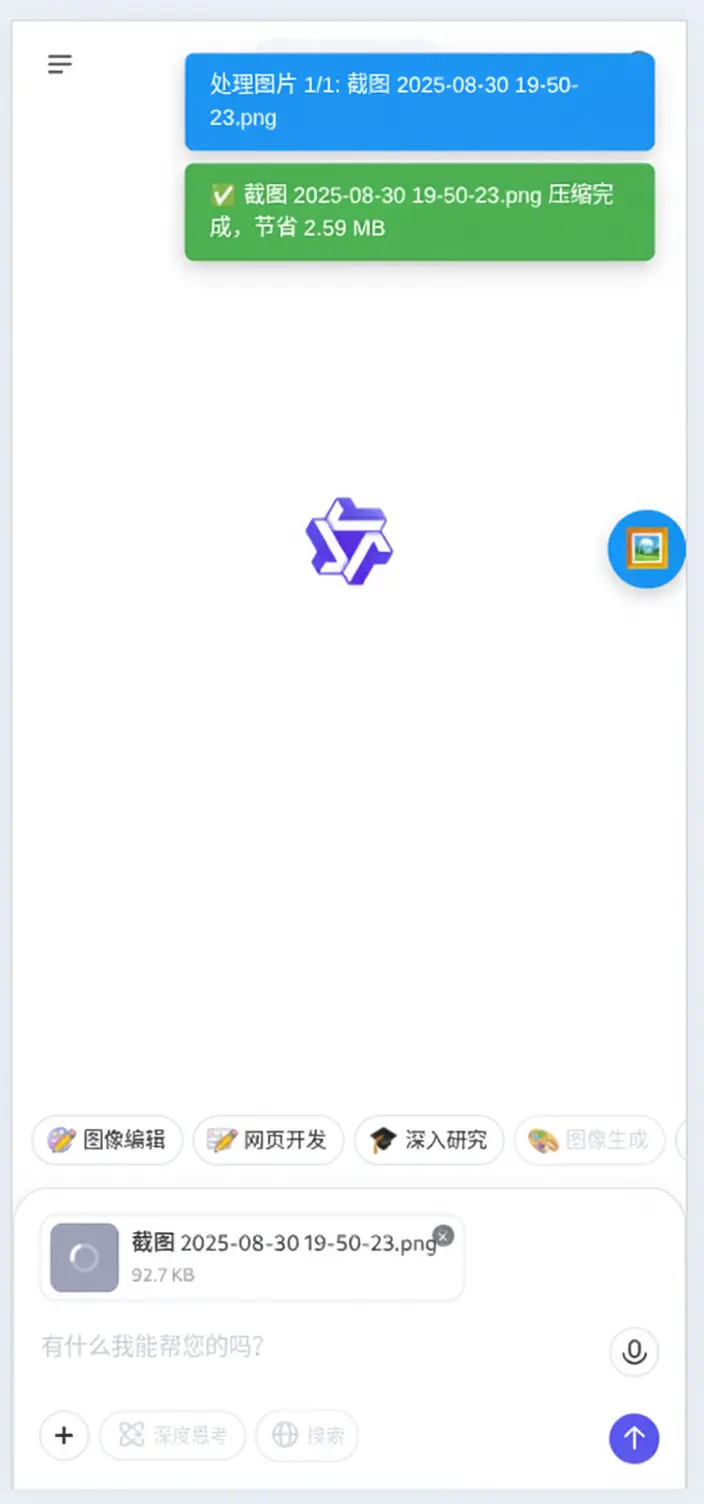 处理图片 1/1: 截图 2025-08-30 19-50-
23.png
✅ 截图 2025-08-30 19-50-23.png 压缩完
成，节省 2.59 MB
图像编辑
网页开发
深入研究
图像生成
截图 2025-08-30 19-50-23.png
92.7 KB
有什么我能帮您的吗？
深度思考
搜索